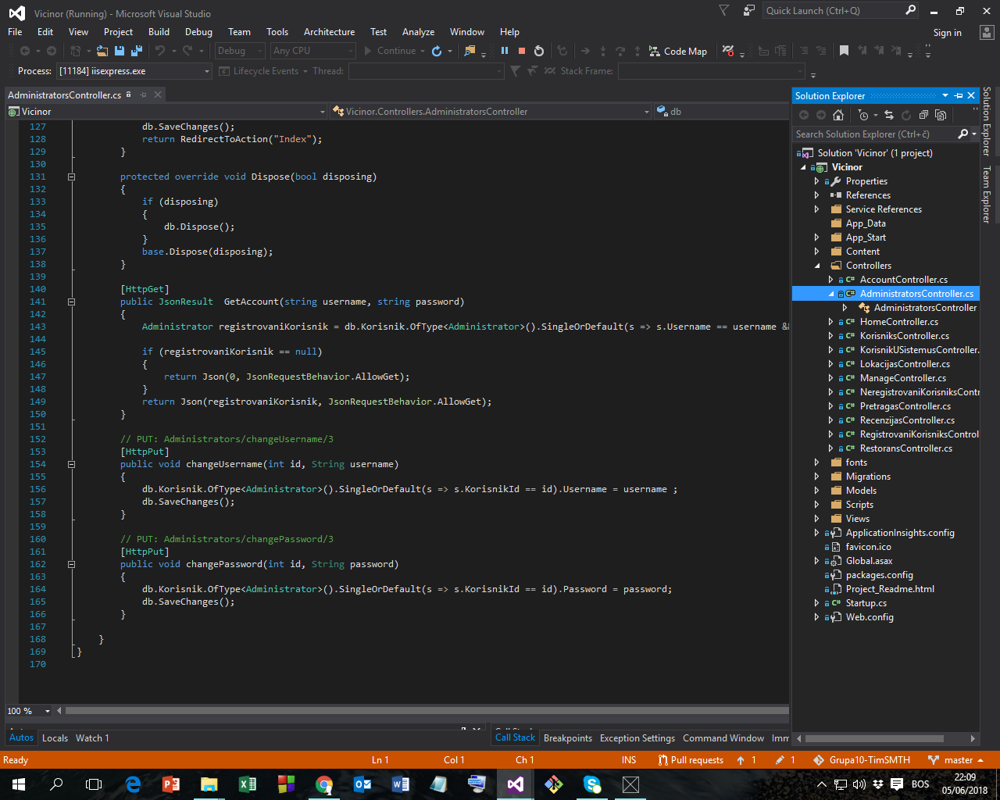 Vicinor (Running) - Microsoft Visual Studio
Quick Launch (Ctrl+Q)
File Edit View Project Build Debug Team Tools Architecture Test Analyze Window Help
Sign in
Debug Any CPU Continue Code Map
Process: [11184] iisexpress.exe Lifecycle Events Thread: Stack Frame:
AdministratorsController.cs
Vicinor Vicinor.Controllers.AdministratorsController db
127 db.SaveChanges();
128 return RedirectToAction("Index");
129 }
130
131 protected override void Dispose(bool disposing)
132 {
133 if (disposing)
134 {
135 db.Dispose();
136 }
137 base.Dispose(disposing);
138 }
139
140 [HttpGet]
141 public JsonResult GetAccount(string username, string password)
142 {
143 Administrator registrovaniKorisnik = db.Korisnik.OfType<Administrator>().SingleOrDefault(s => s.Username == username &&
144
145 if (registrovaniKorisnik == null)
146 {
147 return Json(0, JsonRequestBehavior.AllowGet);
148 }
149 return Json(registrovaniKorisnik, JsonRequestBehavior.AllowGet);
150 }
151
152 // PUT: Administrators/changeUsername/3
153 [HttpPut]
154 public void changeUsername(int id, String username)
155 {
156 db.Korisnik.OfType<Administrator>().SingleOrDefault(s => s.KorisnikId == id).Username = username ;
157 db.SaveChanges();
158 }
159
160 // PUT: Administrators/changePassword/3
161 [HttpPut]
162 public void changePassword(int id, String password)
163 {
164 db.Korisnik.OfType<Administrator>().SingleOrDefault(s => s.KorisnikId == id).Password = password;
165 db.SaveChanges();
166 }
167
168 }
169 }
170
100 %
Solution Explorer
Search Solution Explorer (Ctrl+č)
Solution 'Vicinor' (1 project)
Vicinor
Properties
References
Service References
App_Data
App_Start
Content
Controllers
AccountController.cs
AdministratorsController.cs
AdministratorsController
HomeController.cs
KorisniksController.cs
KorisnikUSistemusController.
LokacijasController.cs
ManageController.cs
NeregistrovaniKorisniksContr
PretragasController.cs
RecenzijasController.cs
RegistrovaniKorisniksControl
RestoransController.cs
fonts
Migrations
Models
Scripts
Views
ApplicationInsights.config
favicon.ico
Global.asax
packages.config
Project_Readme.html
Startup.cs
Web.config
Solution Explorer
Team Explorer
Autos Locals Watch 1
Call Stack Breakpoints Exception Settings Command Window Imm
Ready Ln 1 Col 1 Ch 1 INS Pull requests 1 1 Grupa10-TimSMTH master
BOS
22:09
05/06/2018